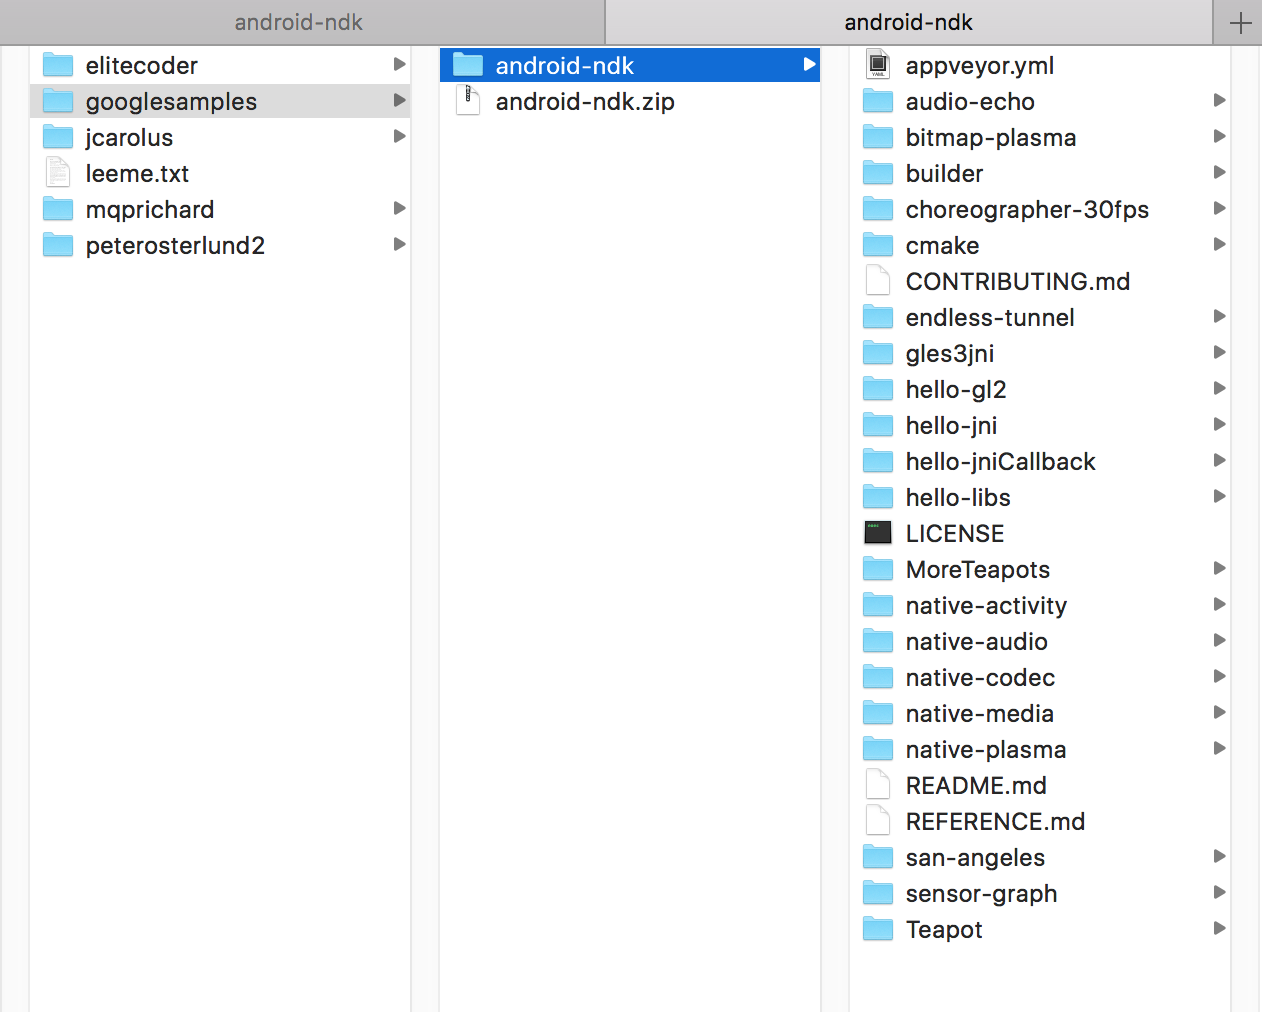 android-ndk
android-ndk
elitecoder
googlesamples
jcarolus
leeme.txt
mqprichard
peterosterlund2
android-ndk
android-ndk.zip
appveyor.yml
audio-echo
bitmap-plasma
builder
choreographer-30fps
cmake
CONTRIBUTING.md
endless-tunnel
gles3jni
hello-gl2
hello-jni
hello-jniCallback
hello-libs
LICENSE
MoreTeapots
native-activity
native-audio
native-codec
native-media
native-plasma
README.md
REFERENCE.md
san-angeles
sensor-graph
Teapot